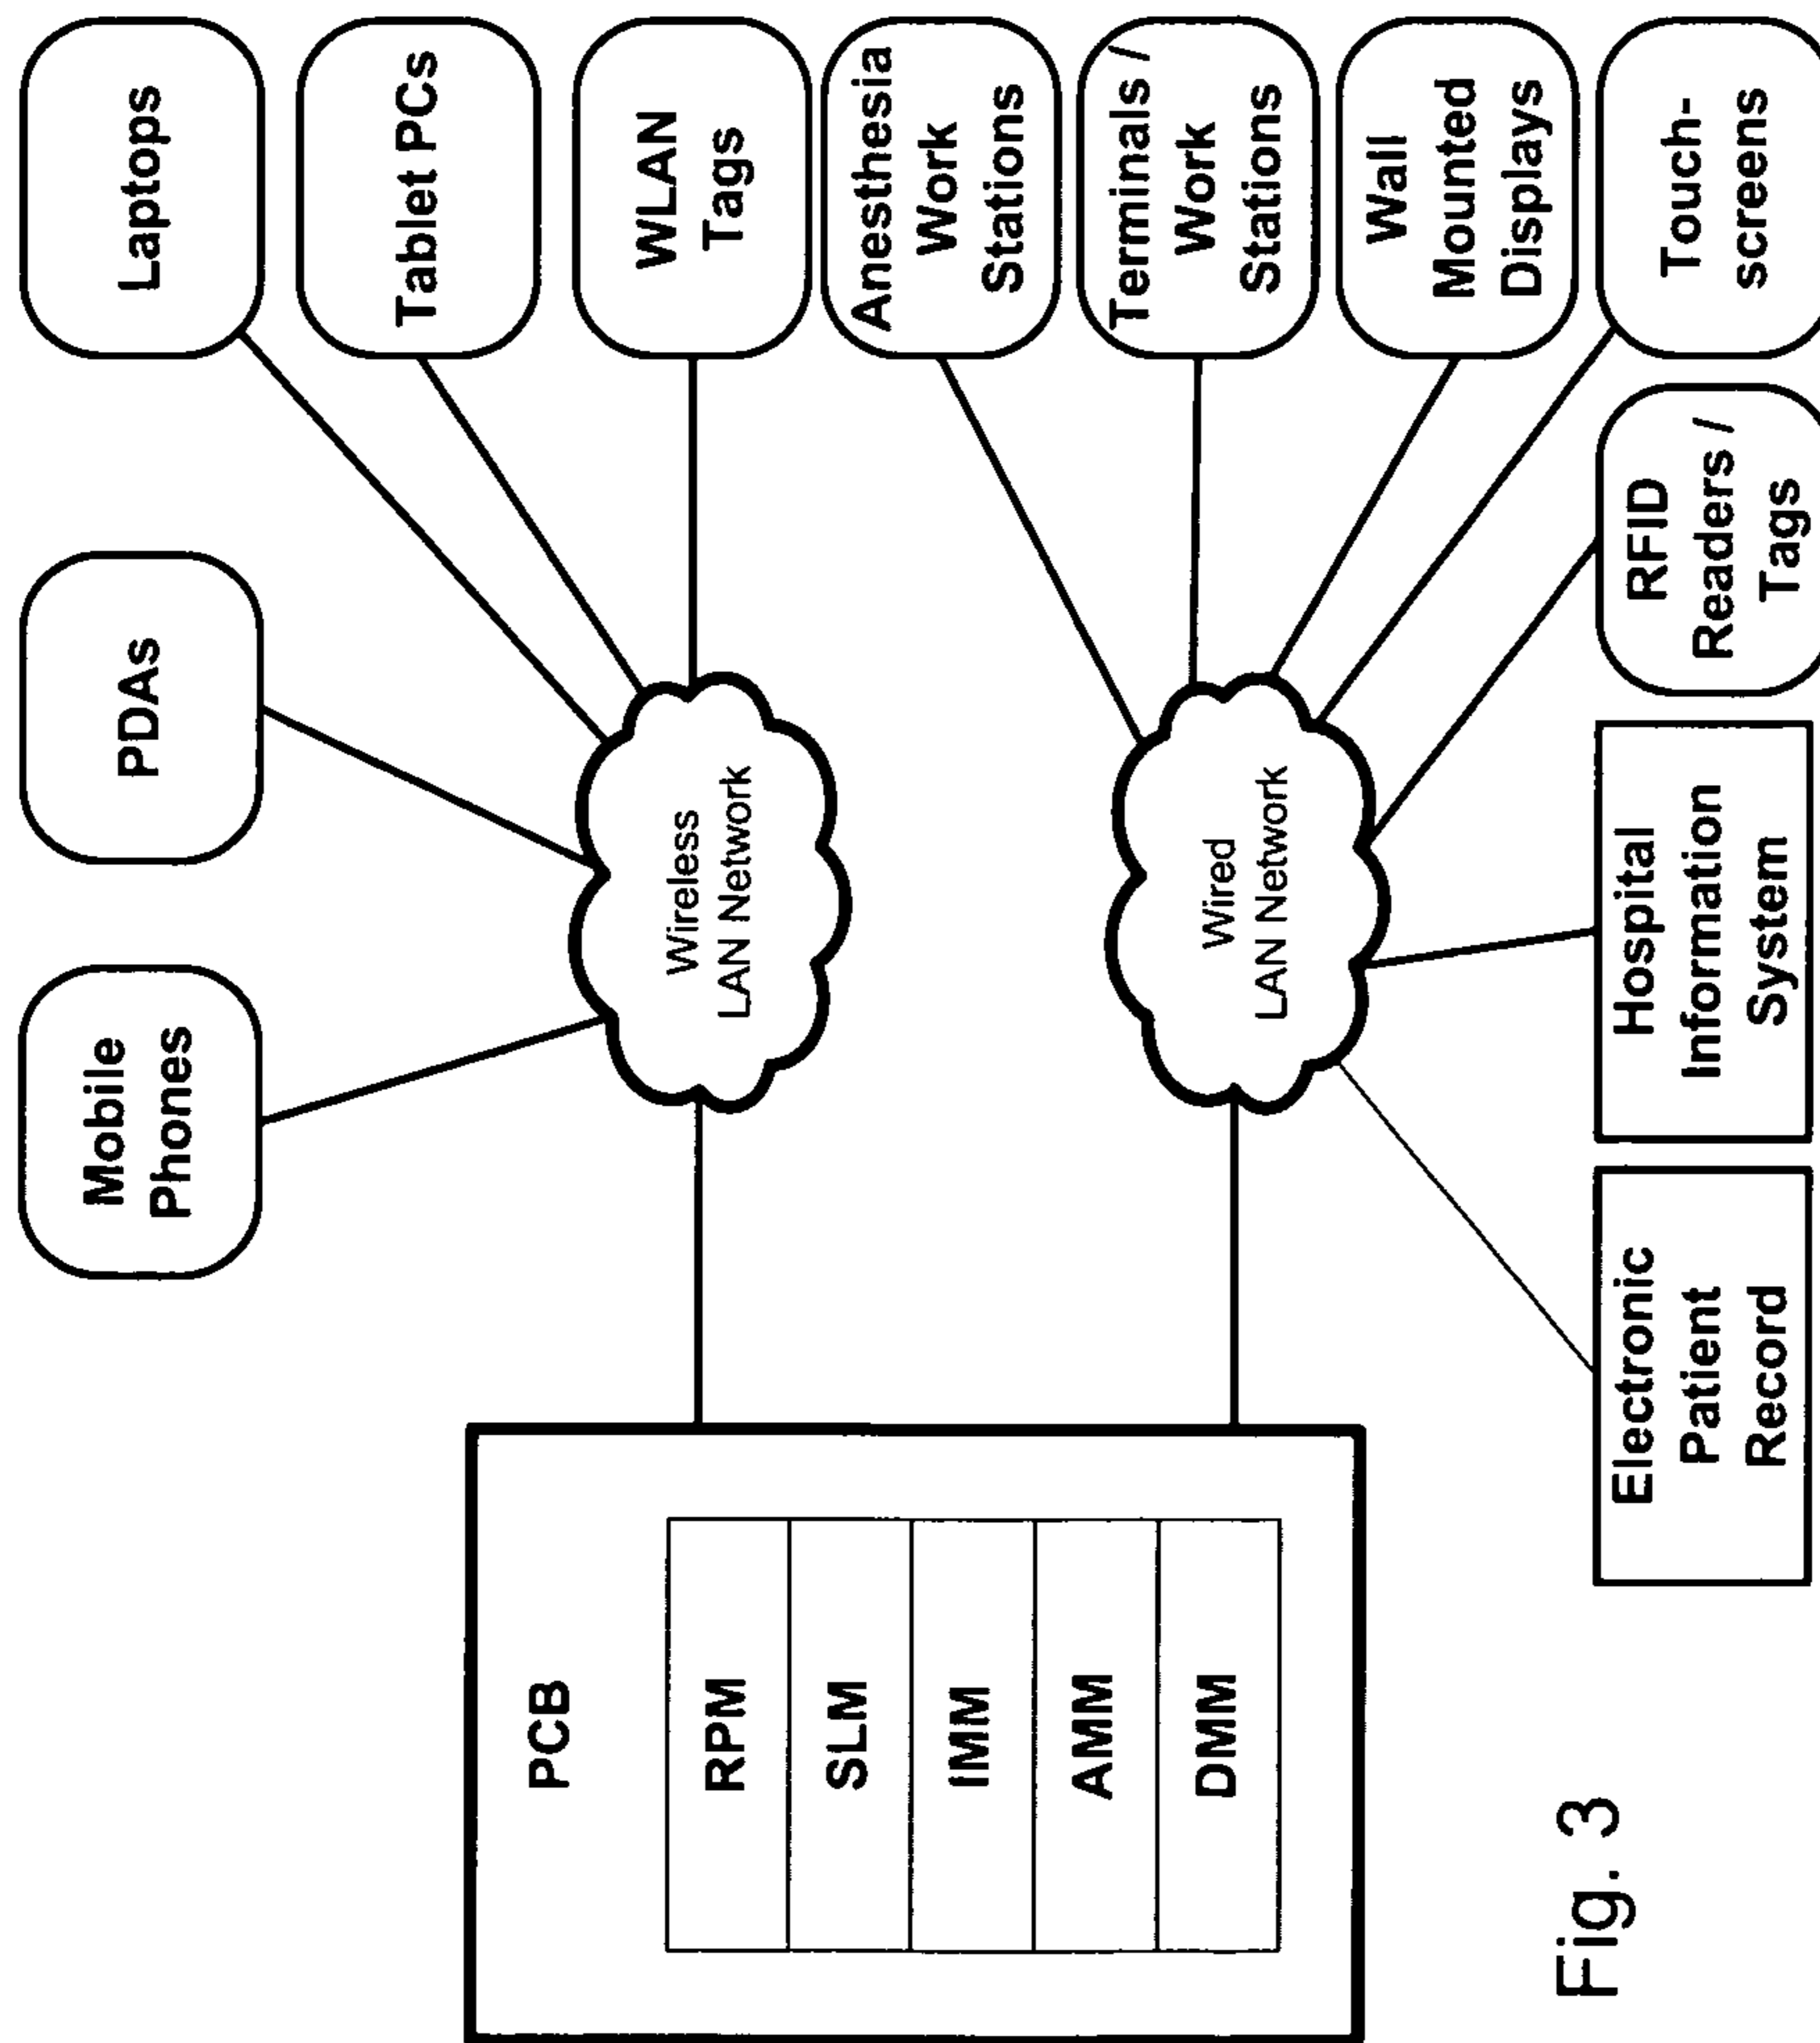 Mobile
Phones
PDAs
Laptops
Tablet PCs
WLAN
Tags
Anesthesia
Work
Stations
Terminals /
Work
Stations
Wall
Mounted
Displays
Touch-
screens
RFID
Readers /
Tags
Hospital
Information
System
Electronic
Patient
Record
Wireless
LAN Network
Wired
LAN Network
PCB
RPM
SLM
IMM
AMM
DMM
Fig. 3